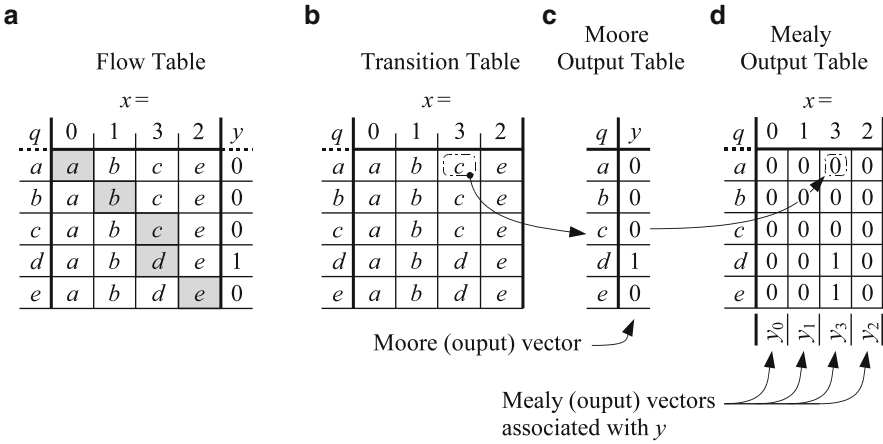 a
Flow Table
x =
q 0 1 3 2 y
a a b c e 0
b a b c e 0
c a b c e 0
d a b d e 1
e a b d e 0
b
Transition Table
x =
q 0 1 3 2
a a b c e
b a b c e
c a b c e
d a b d e
e a b d e
c
Moore
Output Table
q y
a 0
b 0
c 0
d 1
e 0
Moore (ouput) vector
d
Mealy
Output Table
x =
q 0 1 3 2
a 0 0 0 0
b 0 0 0 0
c 0 0 0 0
d 0 0 1 0
e 0 0 1 0
y0 y1 y3 y2
Mealy (ouput) vectors
associated with y